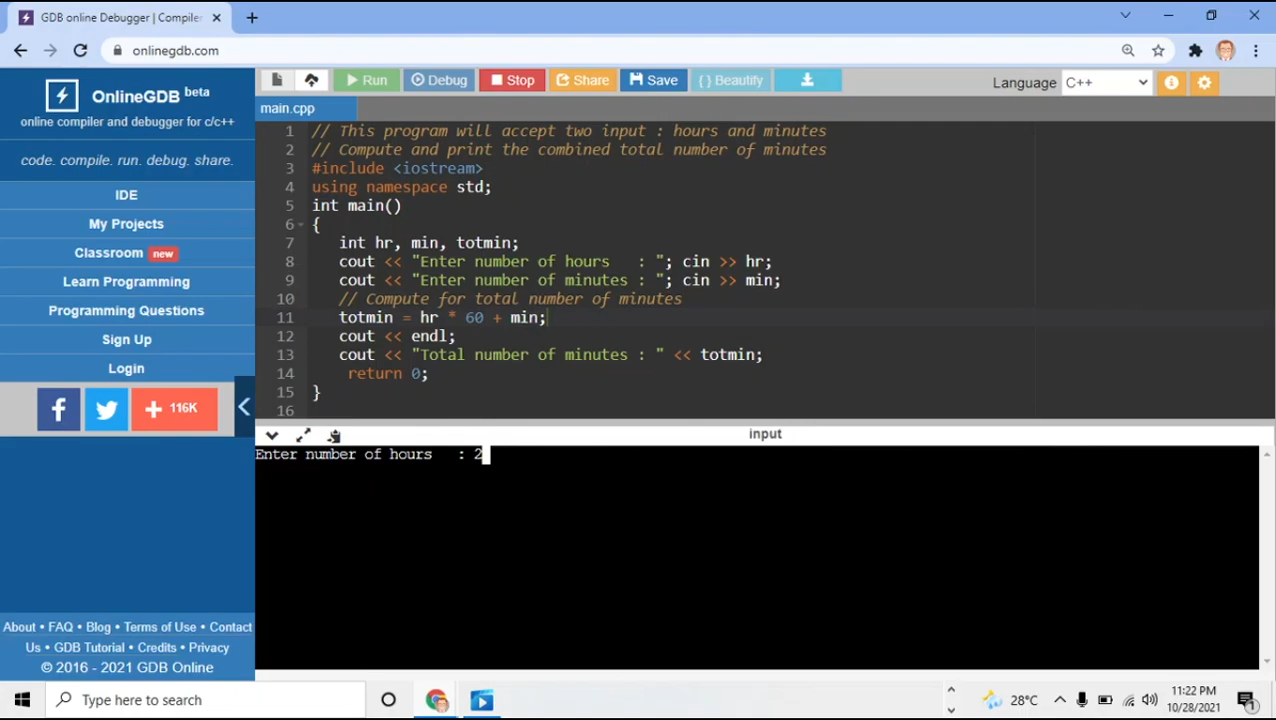 GDB online Debugger | Compiler
onlinegdb.com
OnlineGDB beta
online compiler and debugger for c/c++
code. compile. run. debug. share.
IDE
My Projects
Classroom new
Learn Programming
Programming Questions
Sign Up
Login
116K
About • FAQ • Blog • Terms of Use • Contact
Us • GDB Tutorial • Credits • Privacy
© 2016 - 2021 GDB Online
Run Debug Stop Share Save { } Beautify
Language C++
main.cpp
1 // This program will accept two input : hours and minutes
2 // Compute and print the combined total number of minutes
3 #include <iostream>
4 using namespace std;
5 int main()
6 {
7 int hr, min, totmin;
8 cout << "Enter number of hours   : "; cin >> hr;
9 cout << "Enter number of minutes : "; cin >> min;
10 // Compute for total number of minutes
11 totmin = hr * 60 + min;
12 cout << endl;
13 cout << "Total number of minutes : " << totmin;
14 return 0;
15 }
16
input
Enter number of hours   : 2
Type here to search
28°C
11:22 PM
10/28/2021
1